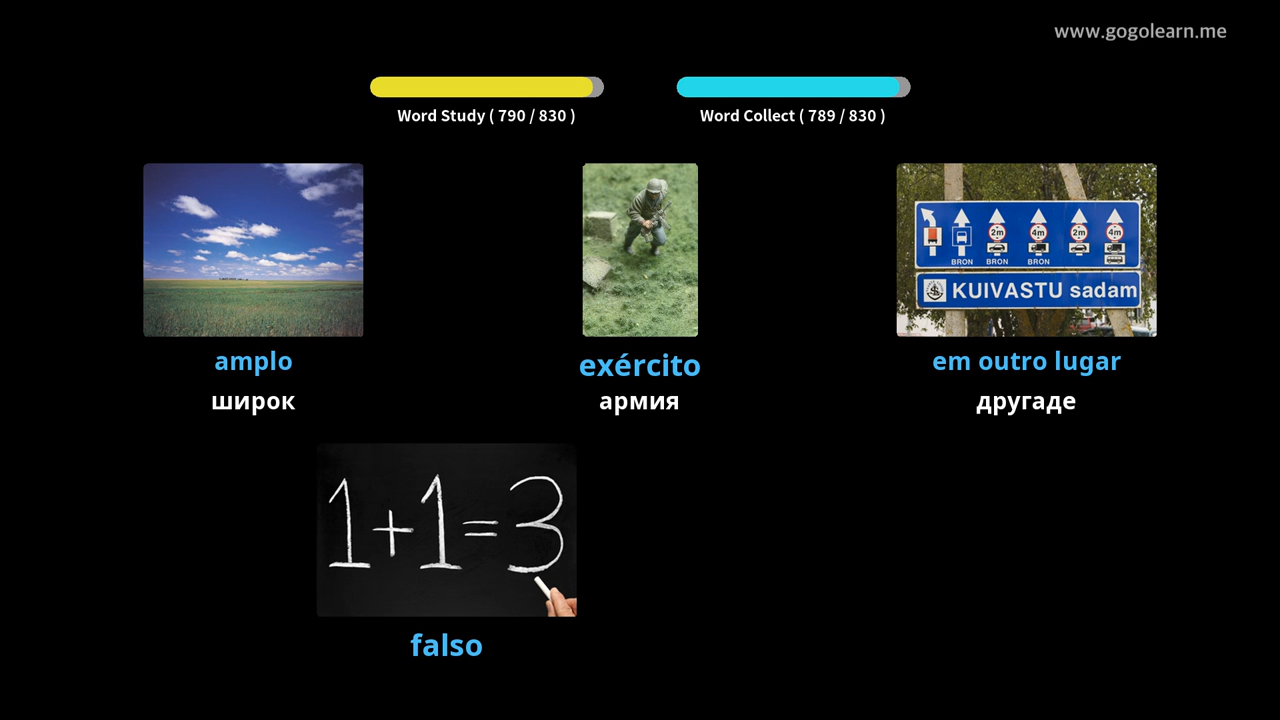 www.gogolearn.me
Word Study ( 790 / 830 )
Word Collect ( 789 / 830 )
BRON
BRON
BRON
2m
4m
2m
4m
KUIVASTU sadam
amplo
exército
em outro lugar
широк
армия
другаде
1+1=3
falso